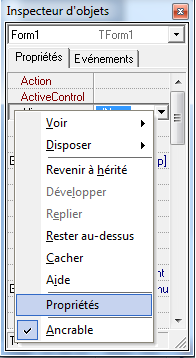 Inspecteur d'objets
Form1 TForm1
Propriétés Evénements
Action
ActiveControl
Voir
Disposer
Revenir à hérité
Développer
Replier
Rester au-dessus
Cacher
Aide
Propriétés
Ancrable